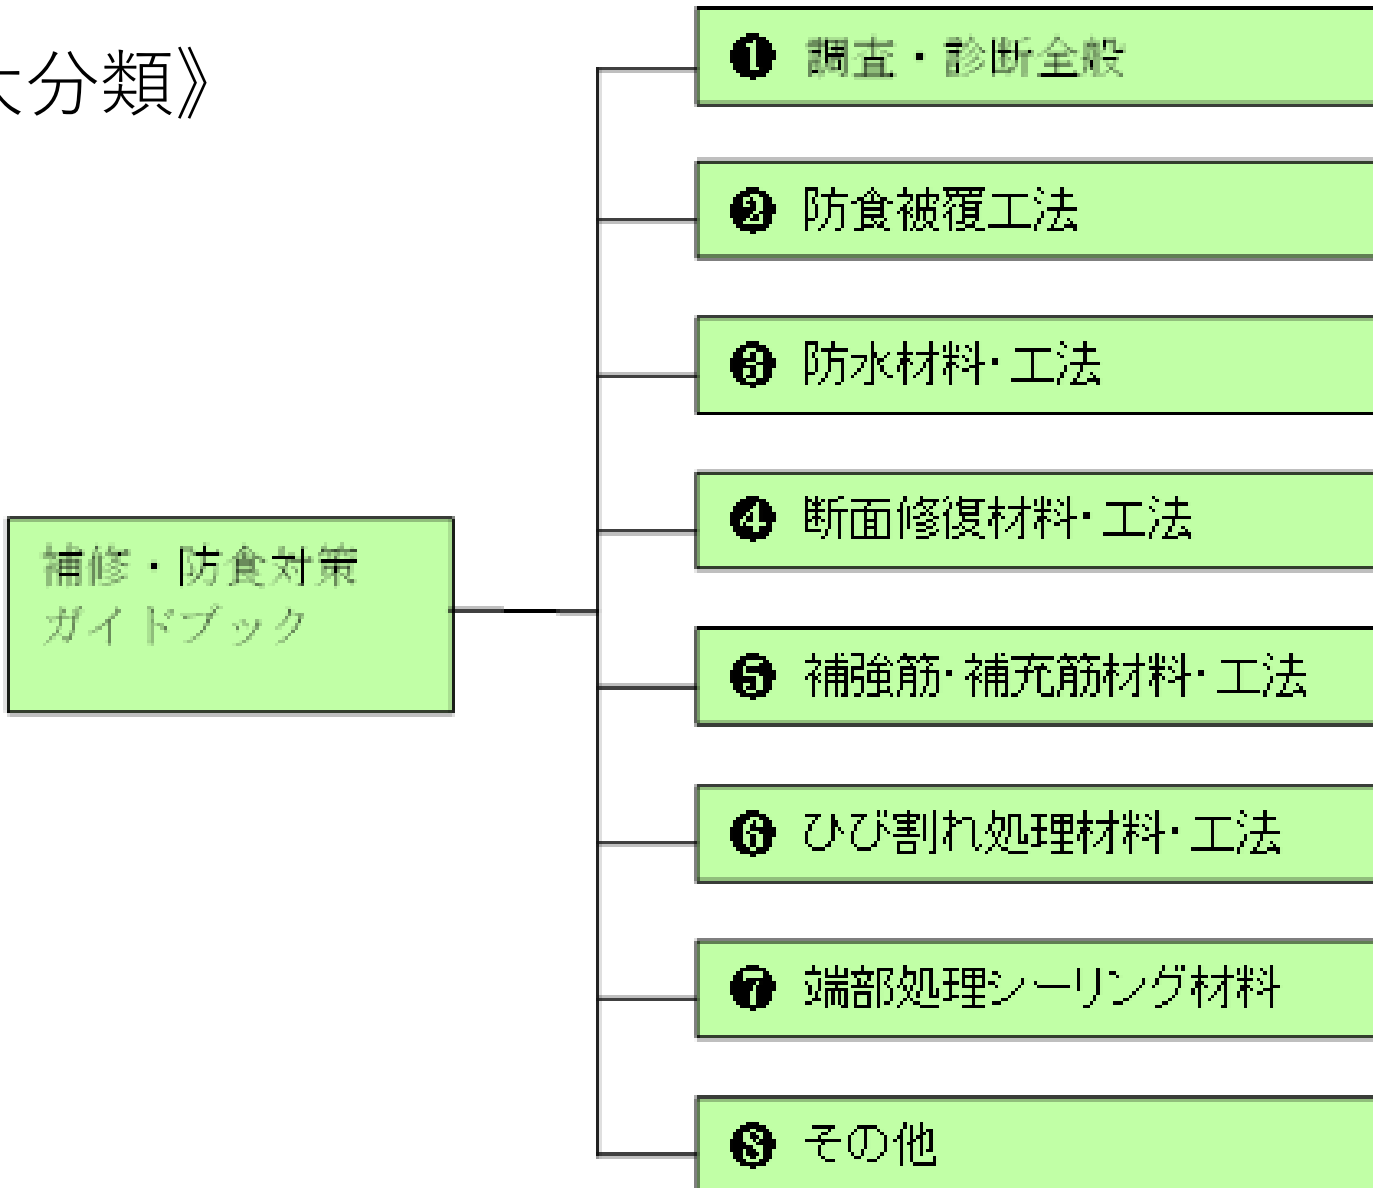 大分類》
❶ 調査・診断全般
❷ 防食被覆工法
❸ 防水材料・工法
❹ 断面修復材料・工法
補修・防食対策
ガイドブック
❺ 補強筋・補充筋材料・工法
❻ ひび割れ処理材料・工法
❼ 端部処理シーリング材料
❽ その他